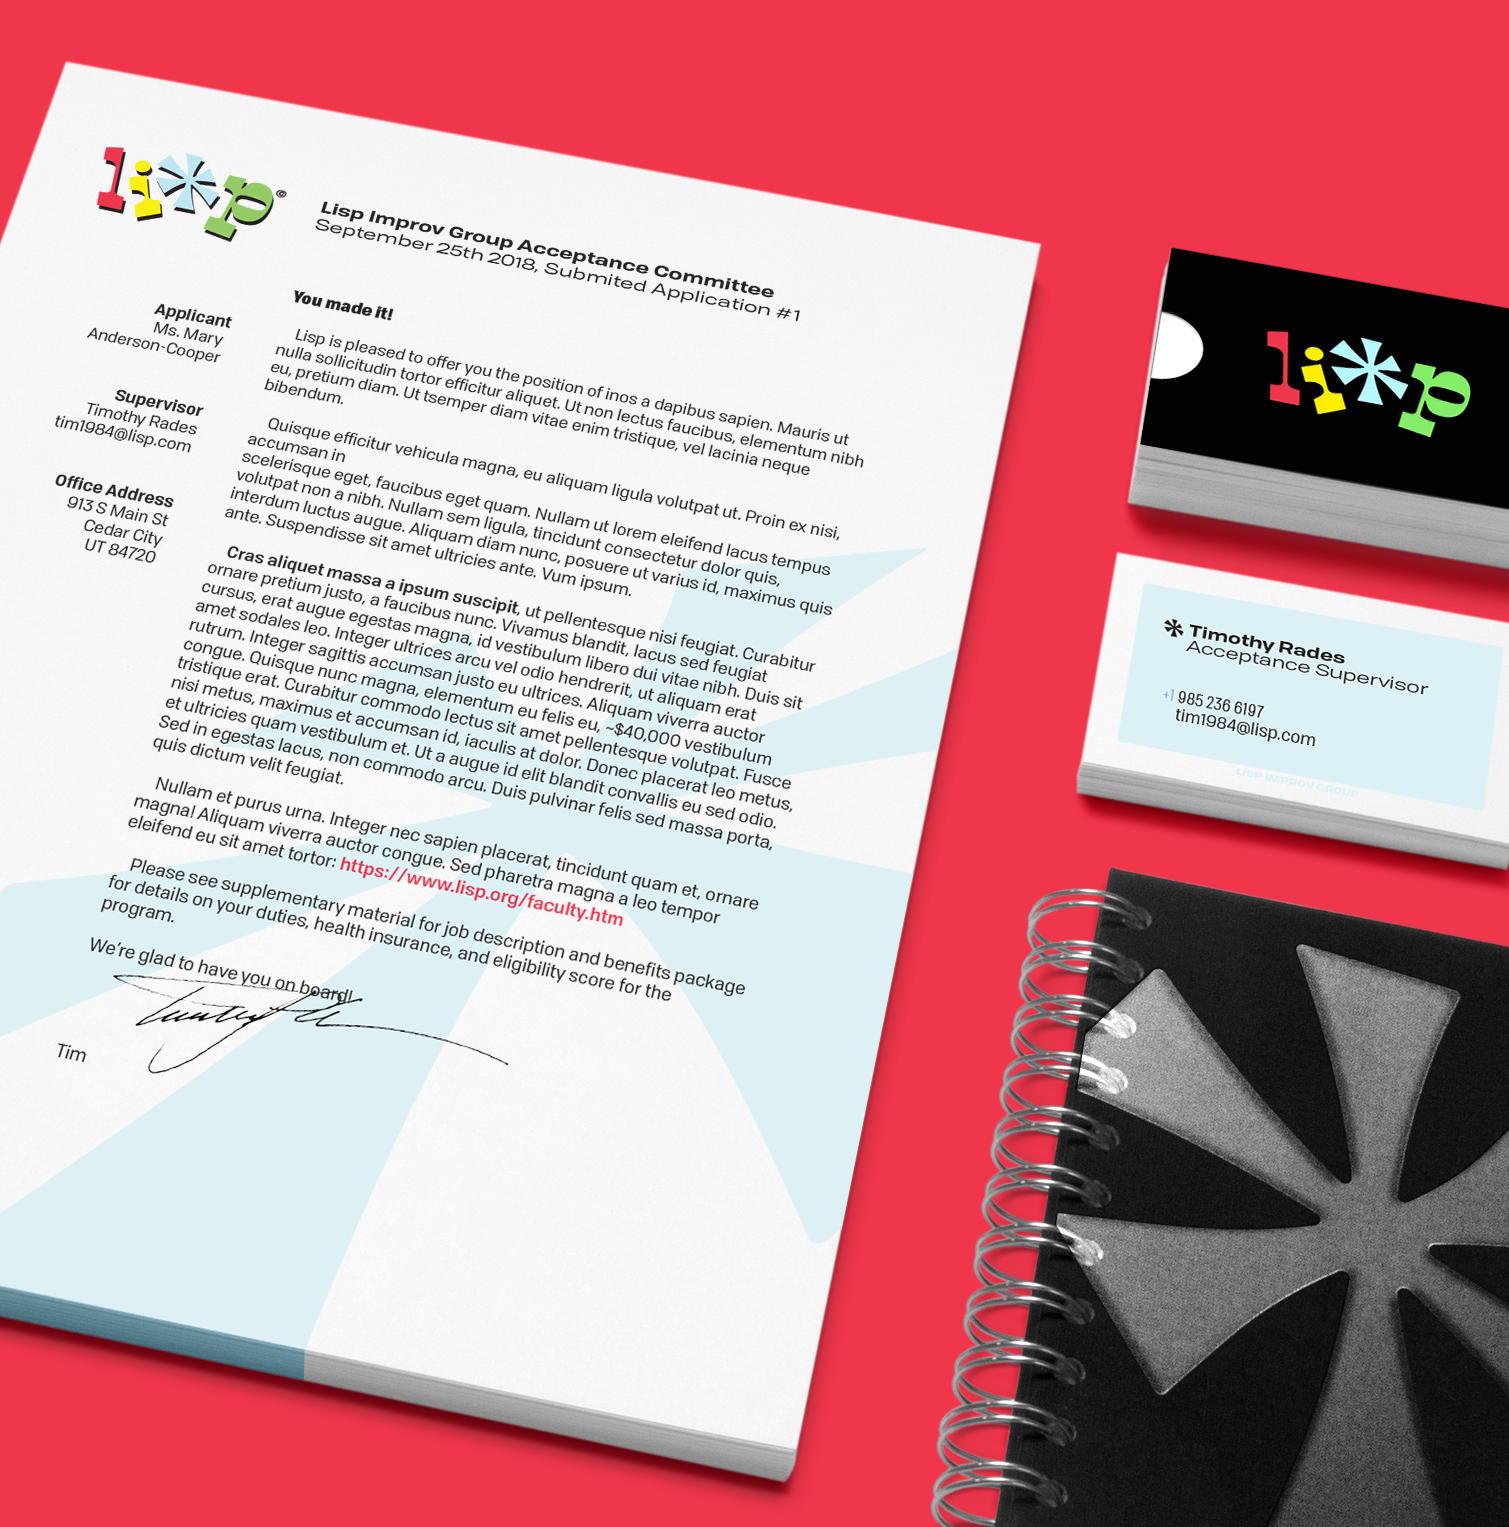 li*p©
Lisp Improv Group Acceptance Committee
September 25th 2018, Submited Application #1
Applicant
Ms. Mary
Anderson-Cooper
Supervisor
Timothy Rades
tim1984@lisp.com
Office Address
913 S Main St
Cedar City
UT 84720
You made it!
Lisp is pleased to offer you the position of inos a dapibus sapien. Mauris ut
nulla sollicitudin tortor efficitur aliquet. Ut non lectus faucibus, elementum nibh
eu, pretium diam. Ut tsemper diam vitae enim tristique, vel lacinia neque
bibendum.
Quisque efficitur vehicula magna, eu aliquam ligula volutpat ut. Proin ex nisi,
accumsan in
scelerisque eget, faucibus eget quam. Nullam ut lorem eleifend lacus tempus
volutpat non a nibh. Nullam sem ligula, tincidunt consectetur dolor quis,
interdum luctus augue. Aliquam diam nunc, posuere ut varius id, maximus quis
ante. Suspendisse sit amet ultricies ante. Vum ipsum.
Cras aliquet massa a ipsum suscipit, ut pellentesque nisi feugiat. Curabitur
ornare pretium justo, a faucibus nunc. Vivamus blandit, lacus sed feugiat
cursus, erat augue egestas magna, id vestibulum libero dui vitae nibh. Duis sit
amet sodales leo. Integer ultrices arcu vel odio hendrerit, ut aliquam erat
rutrum. Integer sagittis accumsan justo eu ultrices. Aliquam viverra auctor
congue. Quisque nunc magna, elementum eu felis eu, ~$40,000 vestibulum
tristique erat. Curabitur commodo lectus sit amet pellentesque volutpat. Fusce
nisi metus, maximus et accumsan id, iaculis at dolor. Donec placerat leo metus,
et ultricies quam vestibulum et. Ut a augue id elit blandit convallis eu sed odio.
Sed in egestas lacus, non commodo arcu. Duis pulvinar felis sed massa porta,
quis dictum velit feugiat.
Nullam et purus urna. Integer nec sapien placerat, tincidunt quam et, ornare
magna! Aliquam viverra auctor congue. Sed pharetra magna a leo tempor
eleifend eu sit amet tortor: https://www.lisp.org/faculty.htm
Please see supplementary material for job description and benefits package
for details on your duties, health insurance, and eligibility score for the
program.
We're glad to have you on board!
Tim
li*p
* Timothy Rades
Acceptance Supervisor
+1 985 236 6197
tim1984@lisp.com
LISP IMPROV GROUP